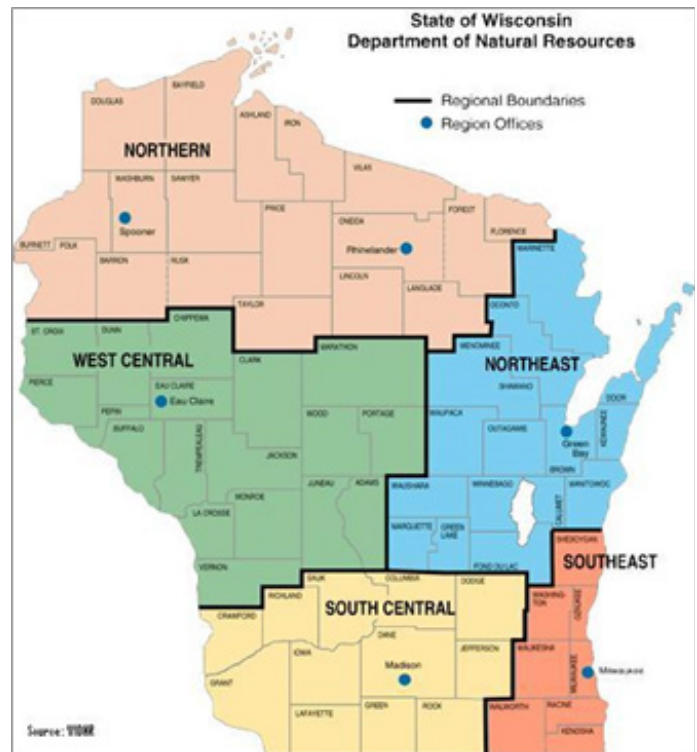 State of Wisconsin
Department of Natural Resources
Regional Boundaries
Region Offices
BAYFIELD
DOUGLAS
ASHLAND
IRON
NORTHERN
VILAS
WASHBURN
SAWYER
PRICE
ONEIDA
FOREST
FLORENCE
Spooner
Rhinelander
BURNETT
POLK
MARINETTE
BARRON
RUSK
LINCOLN
LANGLADE
TAYLOR
OCONTO
CHIPPEWA
ST. CROIX
DUNN
CLARK
MARATHON
MENOMINEE
WEST CENTRAL
NORTHEAST
PIERCE
EAU CLAIRE
Eau Claire
SHAWANO
DOOR
PEPIN
WOOD
PORTAGE
WAUPACA
KEWAUNEE
BUFFALO
TREMPEALEAU
OUTAGAMIE
Green
Bay
JACKSON
BROWN
JUNEAU
ADAMS
WAUSHARA
WINNEBAGO
CALUMET
MANITOWOC
MONROE
LA CROSSE
MARQUETTE
GREEN
LAKE
SHEBOYGAN
VERNON
FOND DU LAC
SOUTHEAST
SAUK
COLUMBIA
DODGE
RICHLAND
CRAWFORD
SOUTH CENTRAL
WASHING-
TON
OZAUKEE
DANE
IOWA
JEFFERSON
WAUKESHA
MILWAUKEE
Milwaukee
Madison
GRANT
LAFAYETTE
GREEN
ROCK
WALWORTH
RACINE
KENOSHA
Source: WIDNR